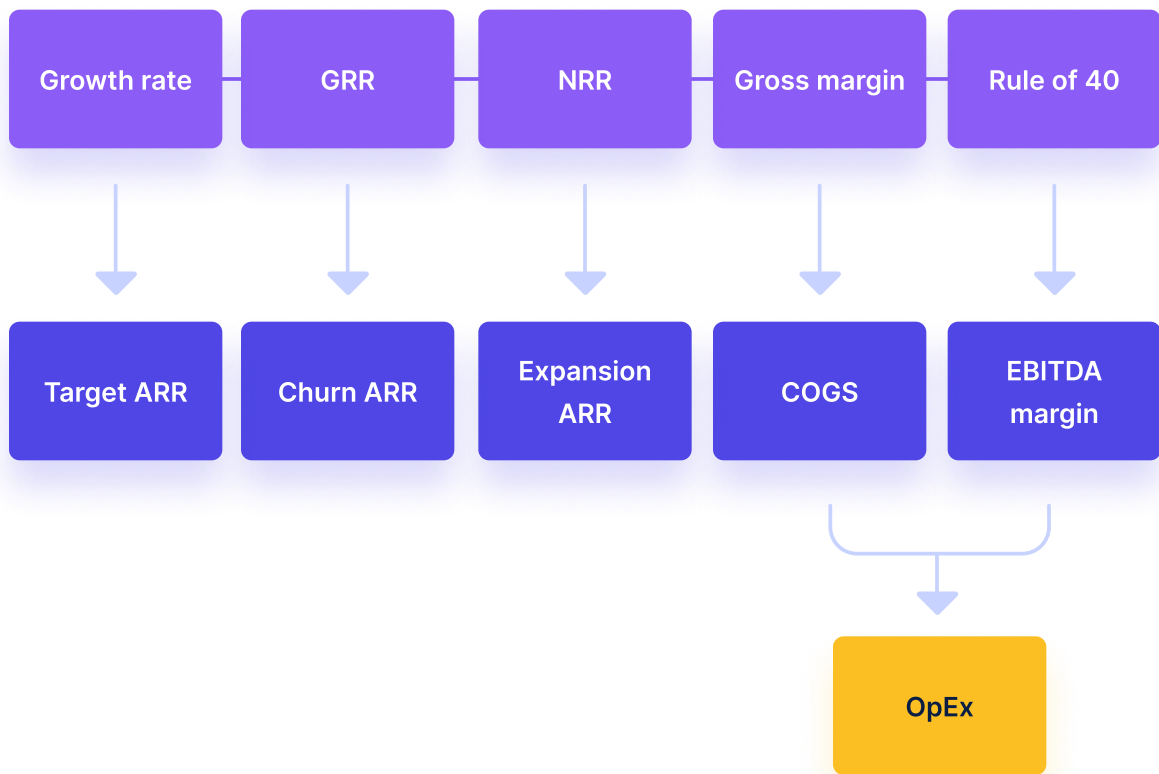 Growth rate
GRR
NRR
Gross margin
Rule of 40
Target ARR
Churn ARR
Expansion
ARR
COGS
EBITDA
margin
OpEx